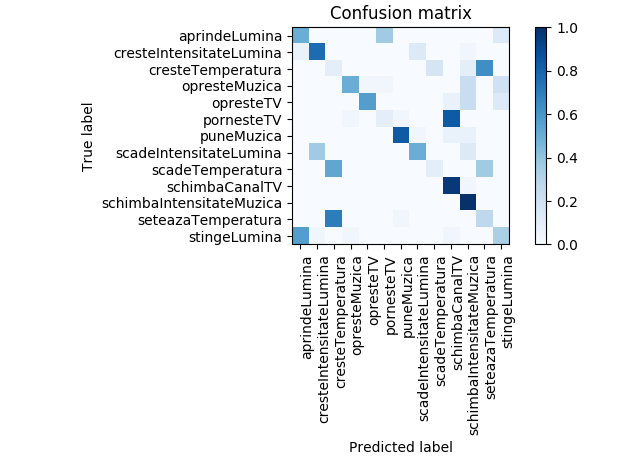 Confusion matrix
True label
aprindeLumina
cresteIntensitateLumina
cresteTemperatura
opresteMuzica
opresteTV
pornesteTV
puneMuzica
scadeIntensitateLumina
scadeTemperatura
schimbaCanalTV
schimbaIntensitateMuzica
seteazaTemperatura
stingeLumina
aprindeLumina
cresteIntensitateLumina
cresteTemperatura
opresteMuzica
opresteTV
pornesteTV
puneMuzica
scadeIntensitateLumina
scadeTemperatura
schimbaCanalTV
schimbaIntensitateMuzica
seteazaTemperatura
stingeLumina
Predicted label
1.0
0.8
0.6
0.4
0.2
0.0